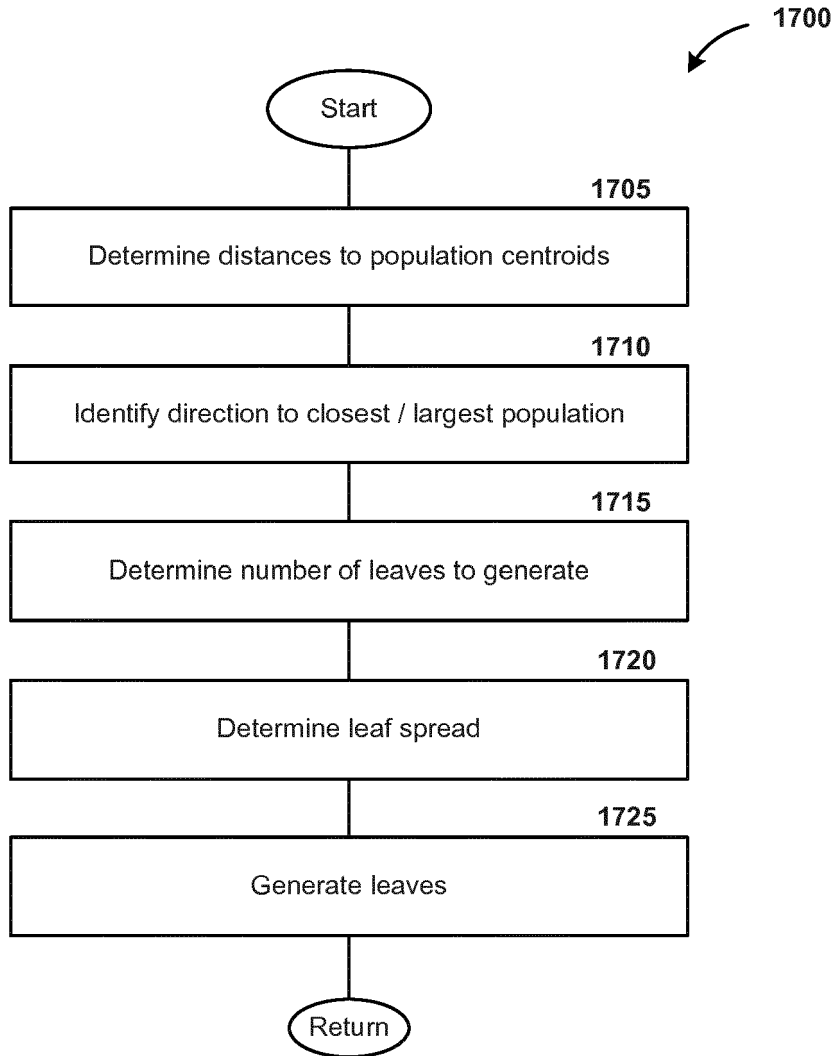 1700
Start
1705
Determine distances to population centroids
1710
Identify direction to closest / largest population
1715
Determine number of leaves to generate
1720
Determine leaf spread
1725
Generate leaves
Return